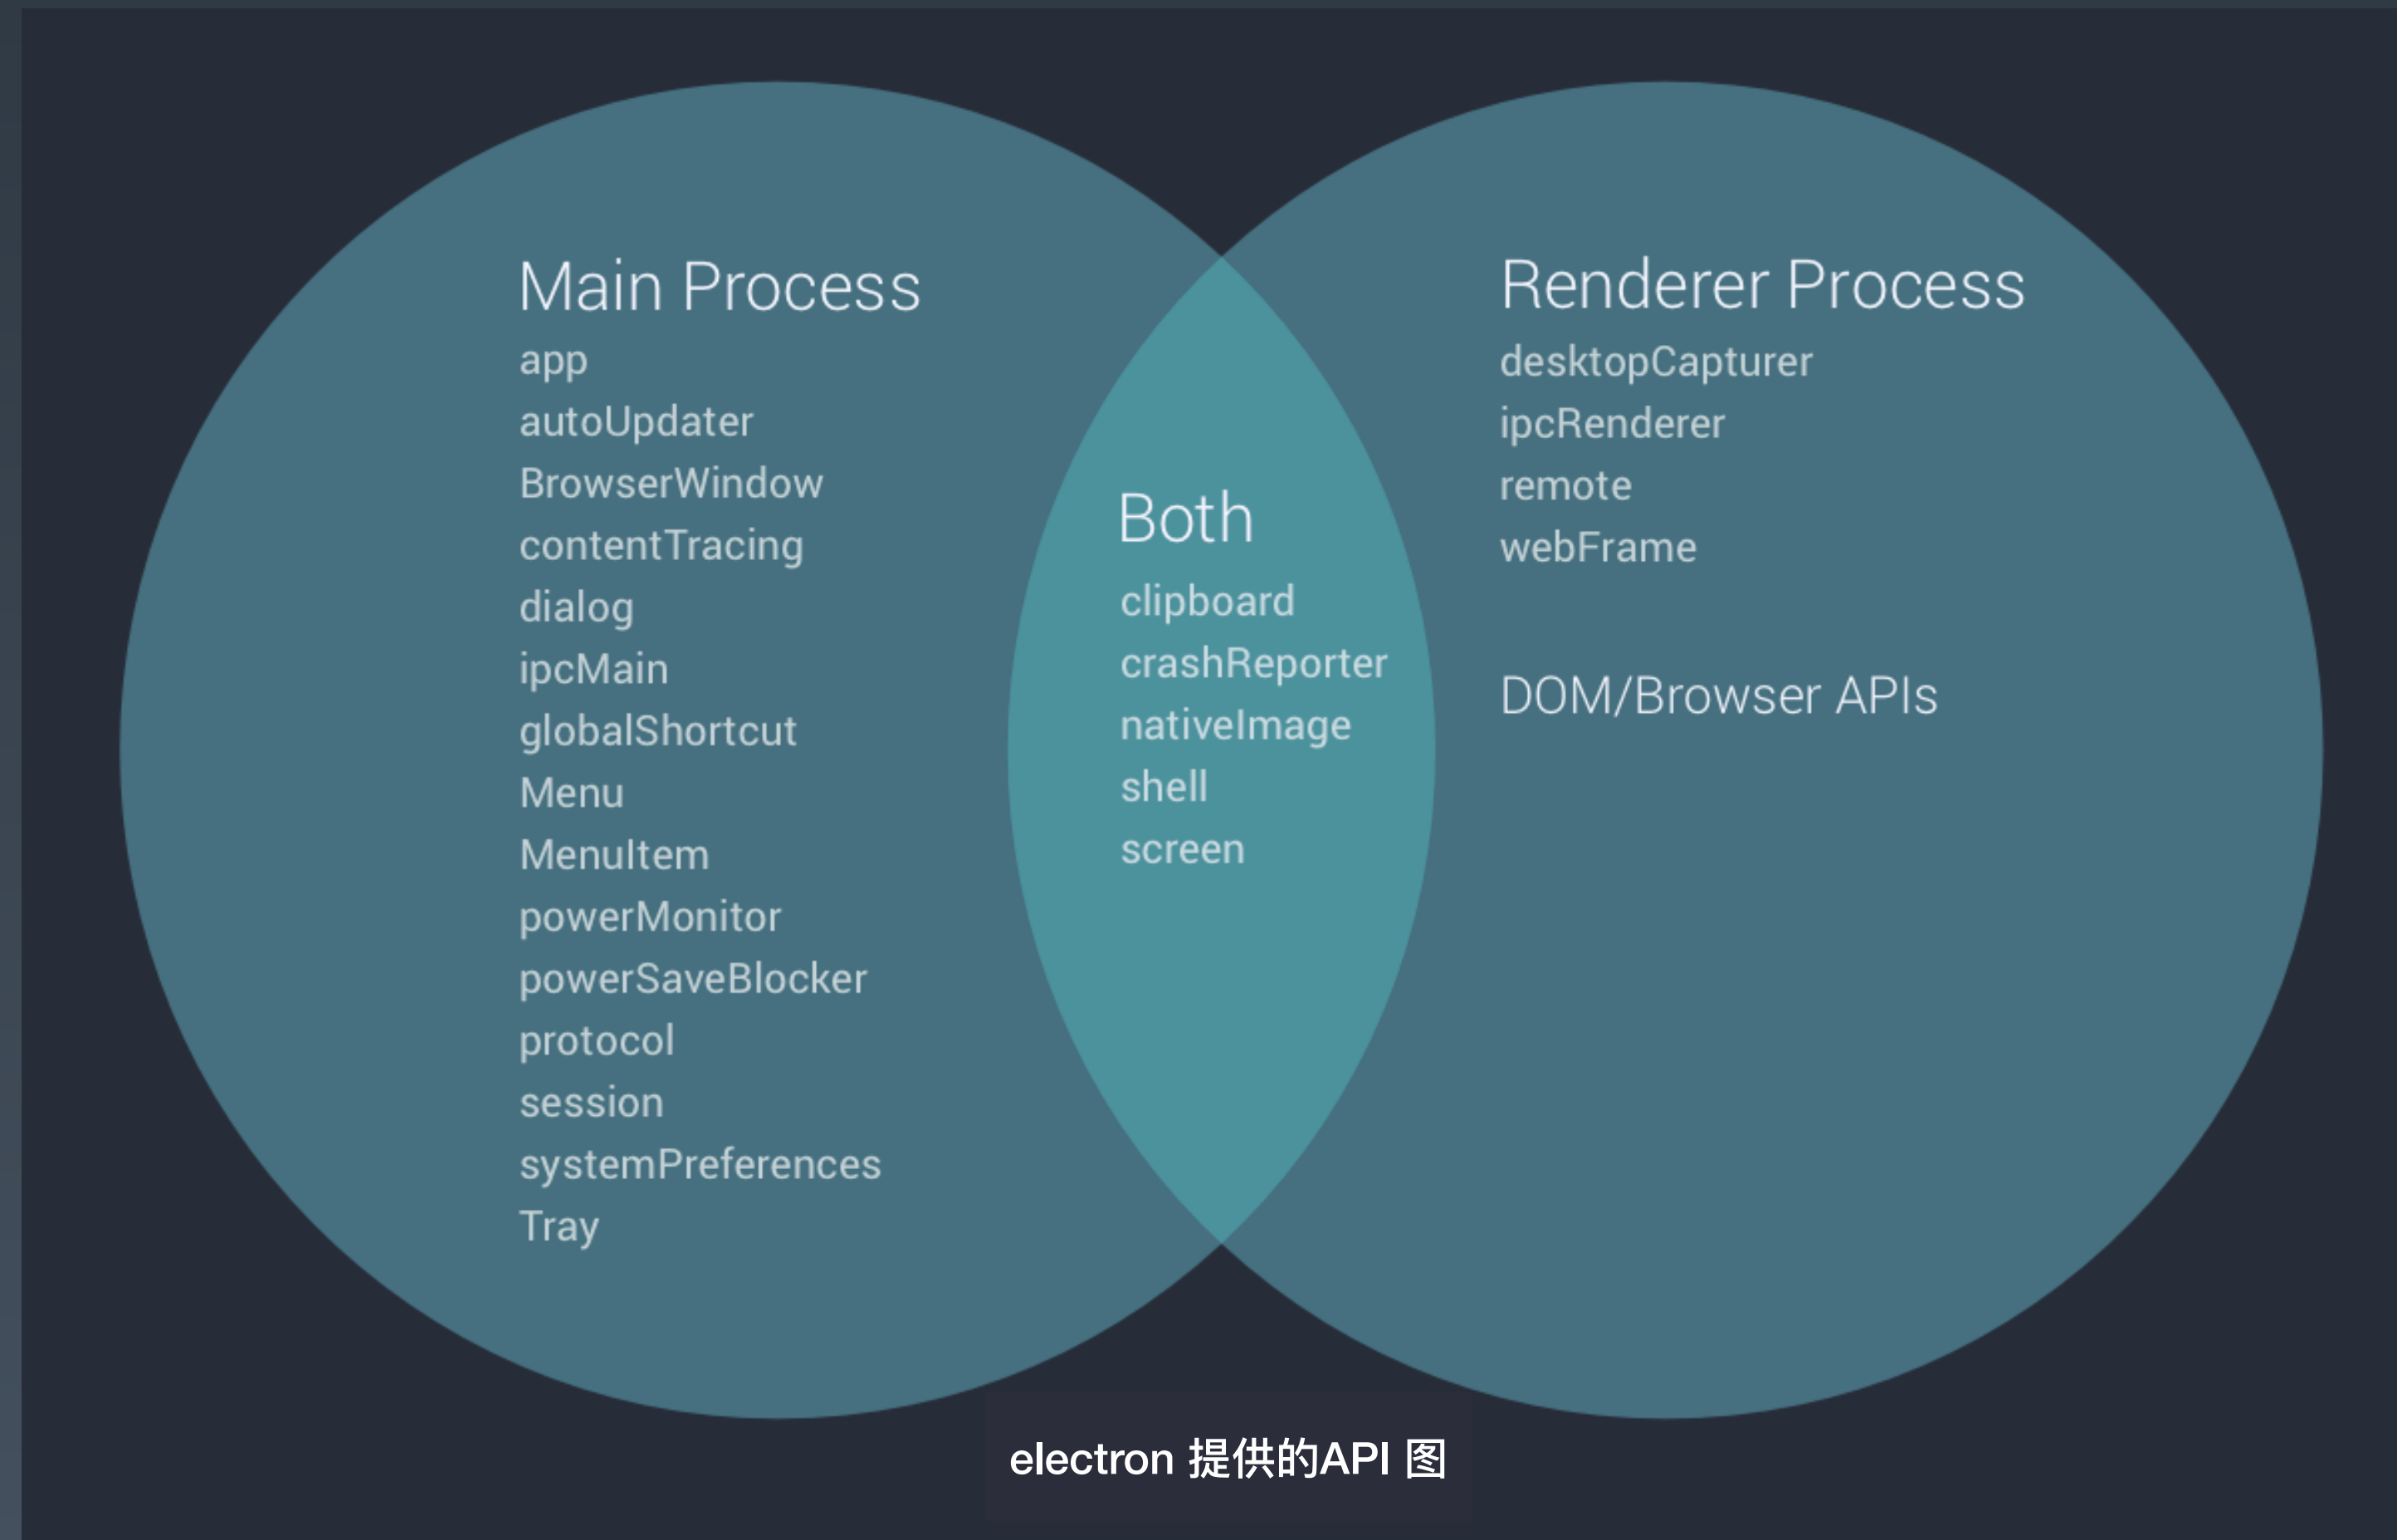 Main Process
app
autoUpdater
BrowserWindow
contentTracing
dialog
ipcMain
globalShortcut
Menu
MenuItem
powerMonitor
powerSaveBlocker
protocol
session
systemPreferences
Tray
Both
clipboard
crashReporter
nativeImage
shell
screen
Renderer Process
desktopCapturer
ipcRenderer
remote
webFrame
DOM/Browser APIs
electron 提供的API 图